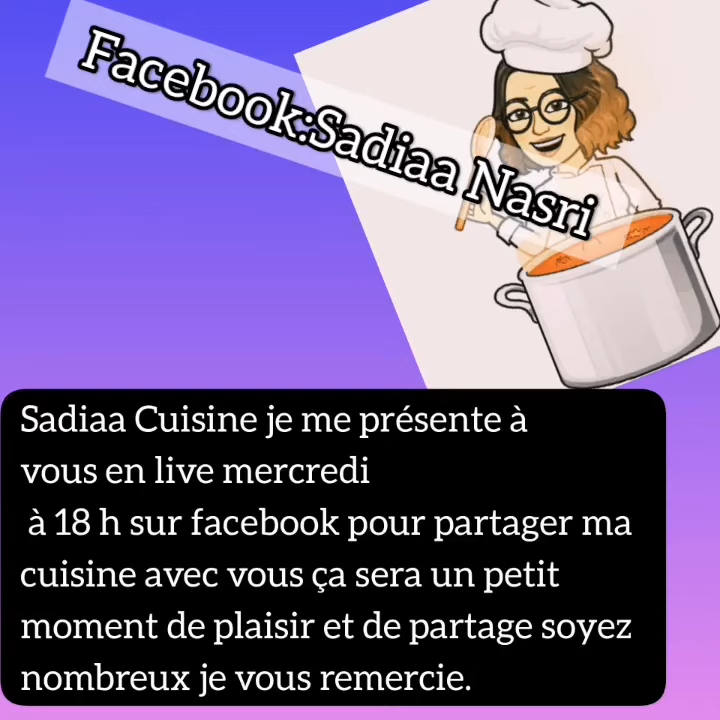 Facebook:Sadiaa Nasri
Sadiaa Cuisine je me présente à
vous en live mercredi
à 18 h sur facebook pour partager ma
cuisine avec vous ça sera un petit
moment de plaisir et de partage soyez
nombreux je vous remercie.